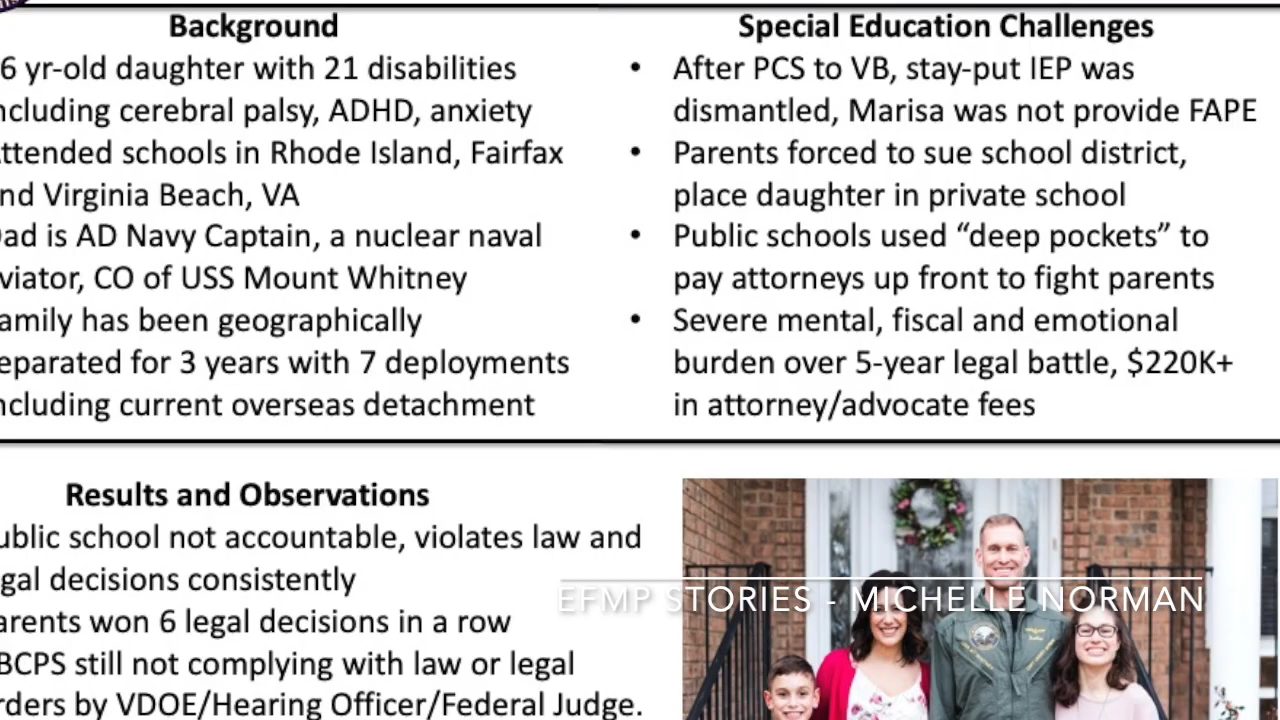 Background
6 yr-old daughter with 21 disabilities
ncluding cerebral palsy, ADHD, anxiety
ttended schools in Rhode Island, Fairfax
nd Virginia Beach, VA
ad is AD Navy Captain, a nuclear naval
viator, CO of USS Mount Whitney
amily has been geographically
eparated for 3 years with 7 deployments
ncluding current overseas detachment
Special Education Challenges
• After PCS to VB, stay-put IEP was
dismantled, Marisa was not provide FAPE
• Parents forced to sue school district,
place daughter in private school
• Public schools used “deep pockets” to
pay attorneys up front to fight parents
• Severe mental, fiscal and emotional
burden over 5-year legal battle, $220K+
in attorney/advocate fees
Results and Observations
ublic school not accountable, violates law and
gal decisions consistently
arents won 6 legal decisions in a row
BCPS still not complying with law or legal
rders by VDOE/Hearing Officer/Federal Judge.
EFMP STORIES - MICHELLE NORMAN